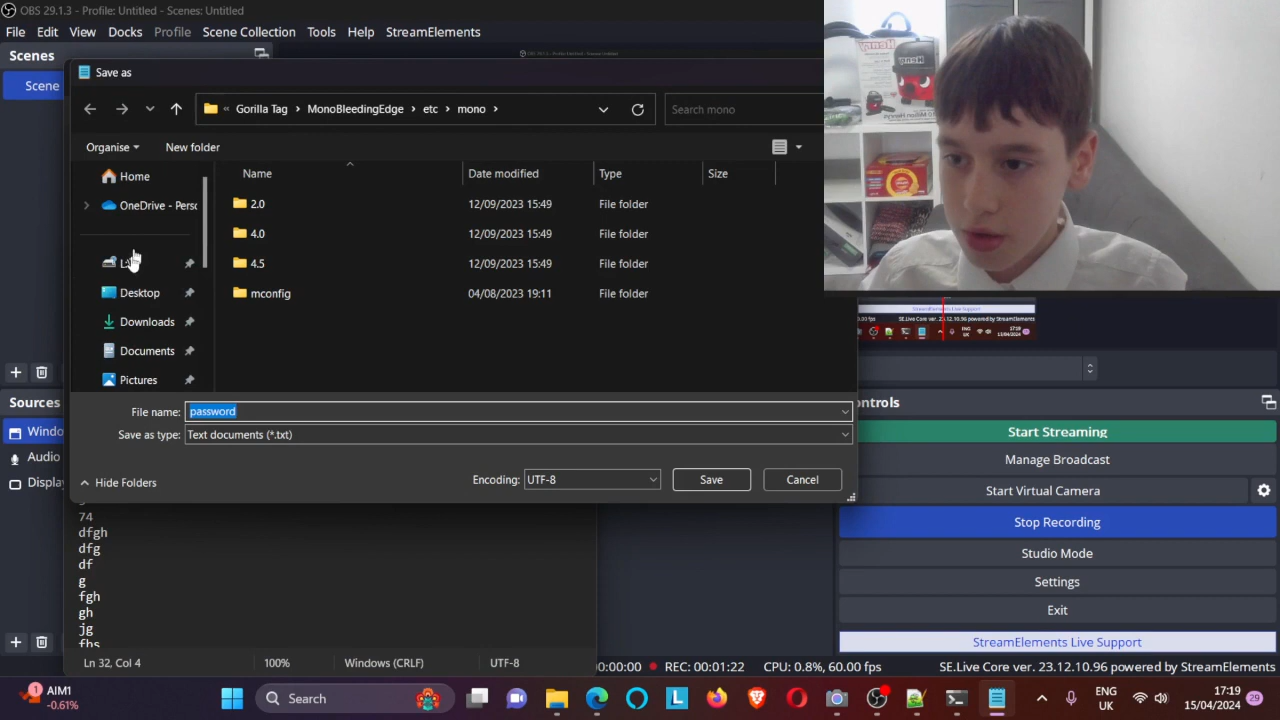 OBS 29.1.3 - Profile: Untitled - Scenes: Untitled
File Edit View Docks Profile Scene Collection Tools Help StreamElements
Scenes
Scene
Save as
« Gorilla Tag > MonoBleedingEdge > etc > mono >
Search mono
Organise
New folder
Name
Date modified
Type
Size
Home
OneDrive - Perso
Desktop
Downloads
Documents
Pictures
2.0 12/09/2023 15:49 File folder
4.0 12/09/2023 15:49 File folder
4.5 12/09/2023 15:49 File folder
mconfig 04/08/2023 19:11 File folder
File name: password
Save as type: Text documents (*.txt)
Hide Folders
Encoding: UTF-8
Save
Cancel
Sources
Windo
Audio
Display
74
dfgh
dfg
df
g
fgh
gh
jg
fhs
Ln 32, Col 4
100%
Windows (CRLF)
UTF-8
ontrols
Start Streaming
Manage Broadcast
Start Virtual Camera
Stop Recording
Studio Mode
Settings
Exit
StreamElements Live Support
00:00:00 REC: 00:01:22 CPU: 0.8%, 60.00 fps SE.Live Core ver. 23.12.10.96 powered by StreamElements
1
AIM1
-0.61%
Search
ENG
UK
17:19
15/04/2024
29